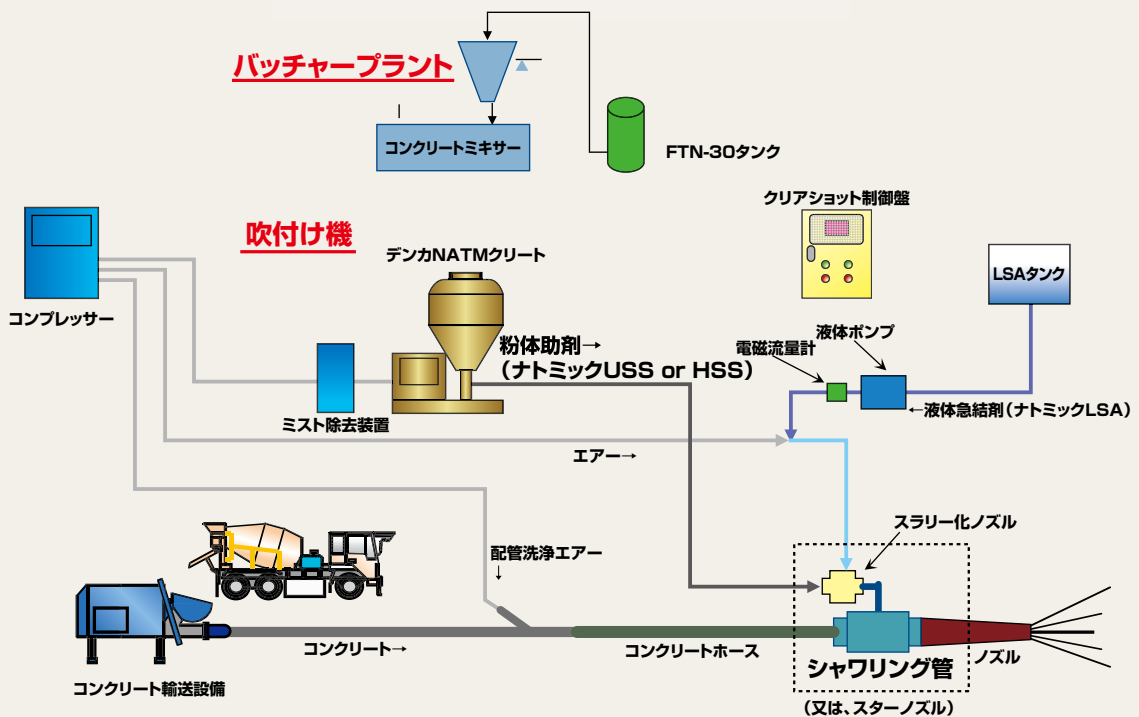 バッチャープラント
コンクリートミキサー
FTN-30タンク
クリアショット制御盤
吹付け機
デンカNATMクリート
LSAタンク
コンプレッサー
液体ポンプ
電磁流量計
粉体助剤→
（ナトミックUSS or HSS）
ミスト除去装置
←液体急結剤（ナトミックLSA）
エアー→
スラリー化ノズル
配管洗浄エアー
↓
コンクリート→
コンクリートホース
シャワリング管
ノズル
コンクリート輸送設備
（又は、スターノズル）